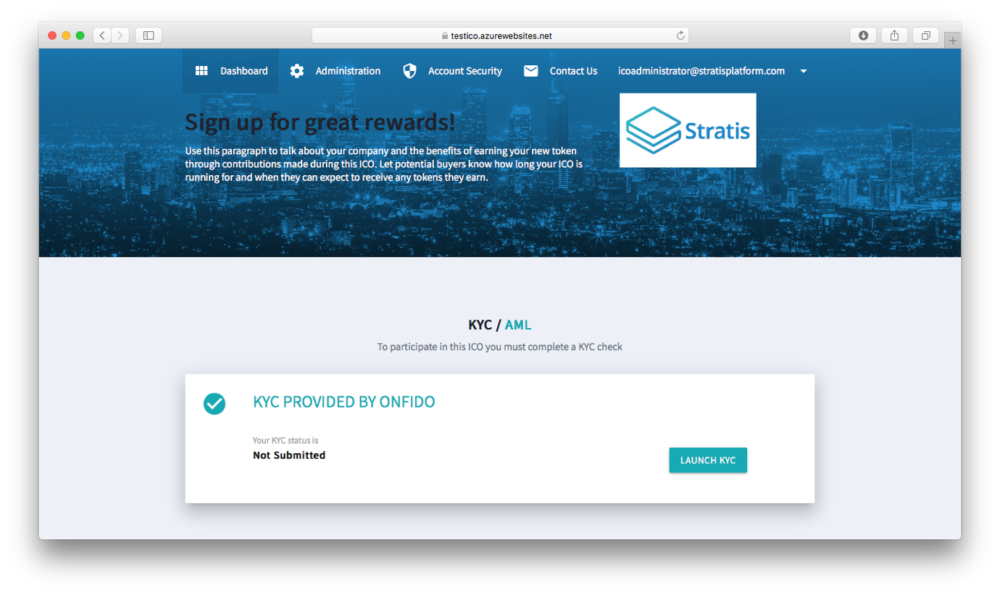 testico.azurewebsites.net
Dashboard Administration Account Security Contact Us icoadministrator@stratisplatform.com
Sign up for great rewards!
Stratis
Use this paragraph to talk about your company and the benefits of earning your new token
through contributions made during this ICO. Let potential buyers know how long your ICO is
running for and when they can expect to receive any tokens they earn.
KYC / AML
To participate in this ICO you must complete a KYC check
KYC PROVIDED BY ONFIDO
Your KYC status is
Not Submitted
LAUNCH KYC